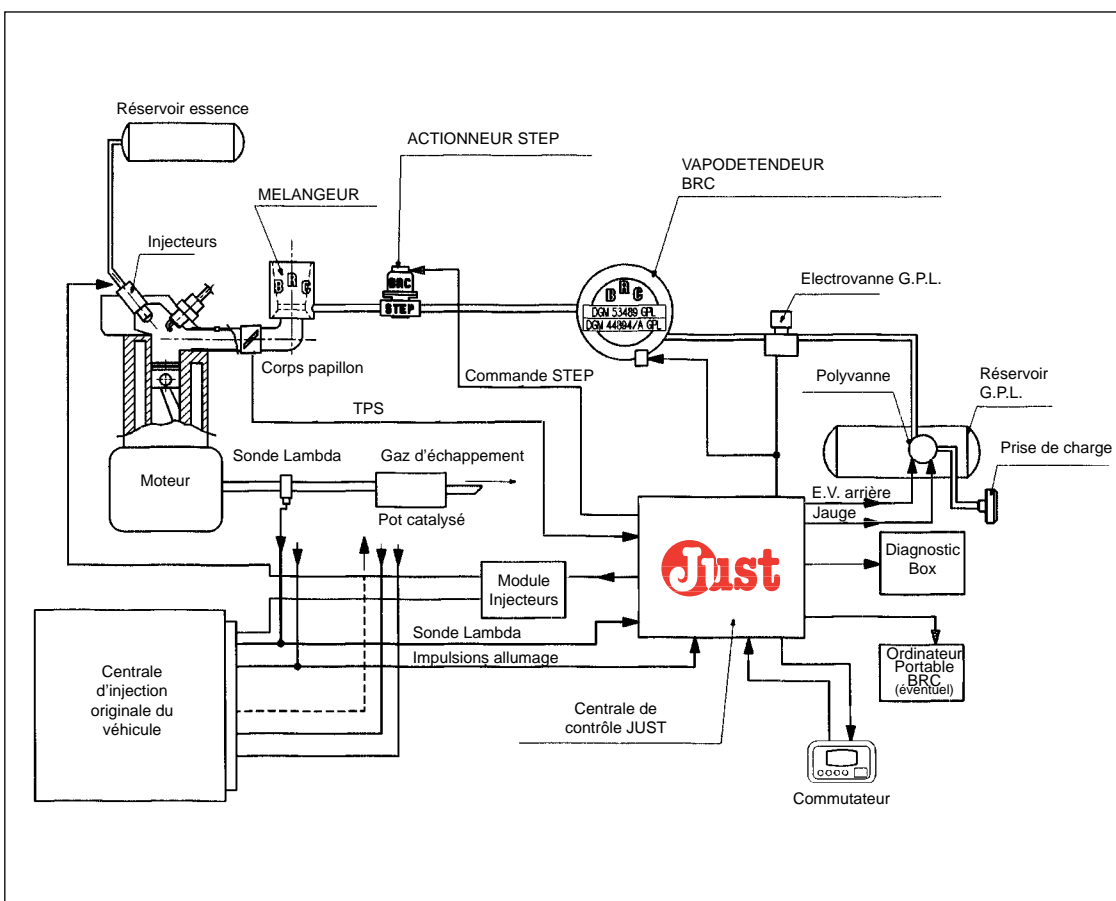 Réservoir essence
ACTIONNEUR STEP
VAPODETENDEUR
BRC
MELANGEUR
Injecteurs
BRC
BRC
STEP
BRC
DGM 53489 GPL
DGM 44894/A GPL
Electrovanne G.P.L.
Corps papillon
Commande STEP
Polyvanne
Réservoir
G.P.L.
TPS
Prise de charge
Sonde Lambda
Gaz d'échappement
Moteur
Pot catalysé
E.V. arrière
Jauge
Just
Diagnostic
Box
Module
Injecteurs
Sonde Lambda
Impulsions allumage
Ordinateur
Portable
BRC
(éventuel)
Centrale
d'injection
originale du
véhicule
Centrale de
contrôle JUST
Commutateur